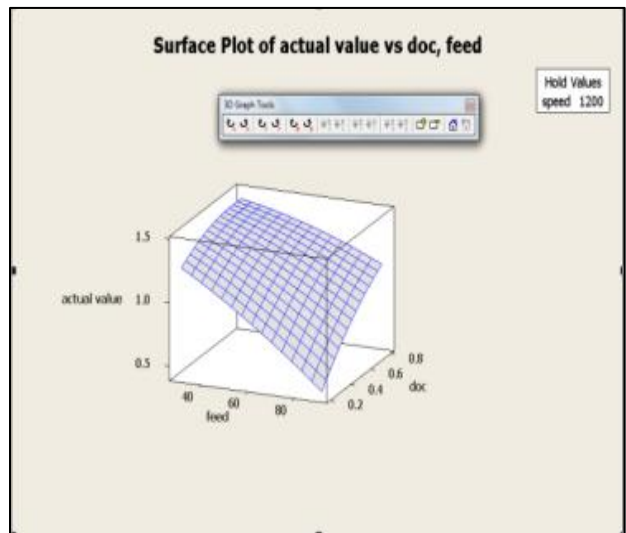 Surface Plot of actual value vs doc, feed
Hold Values
speed 1200
3D Graph Tools
1.5
actual value 1.0
0.5
0.8
0.6
0.4 doc
0.2
40
60
80
feed